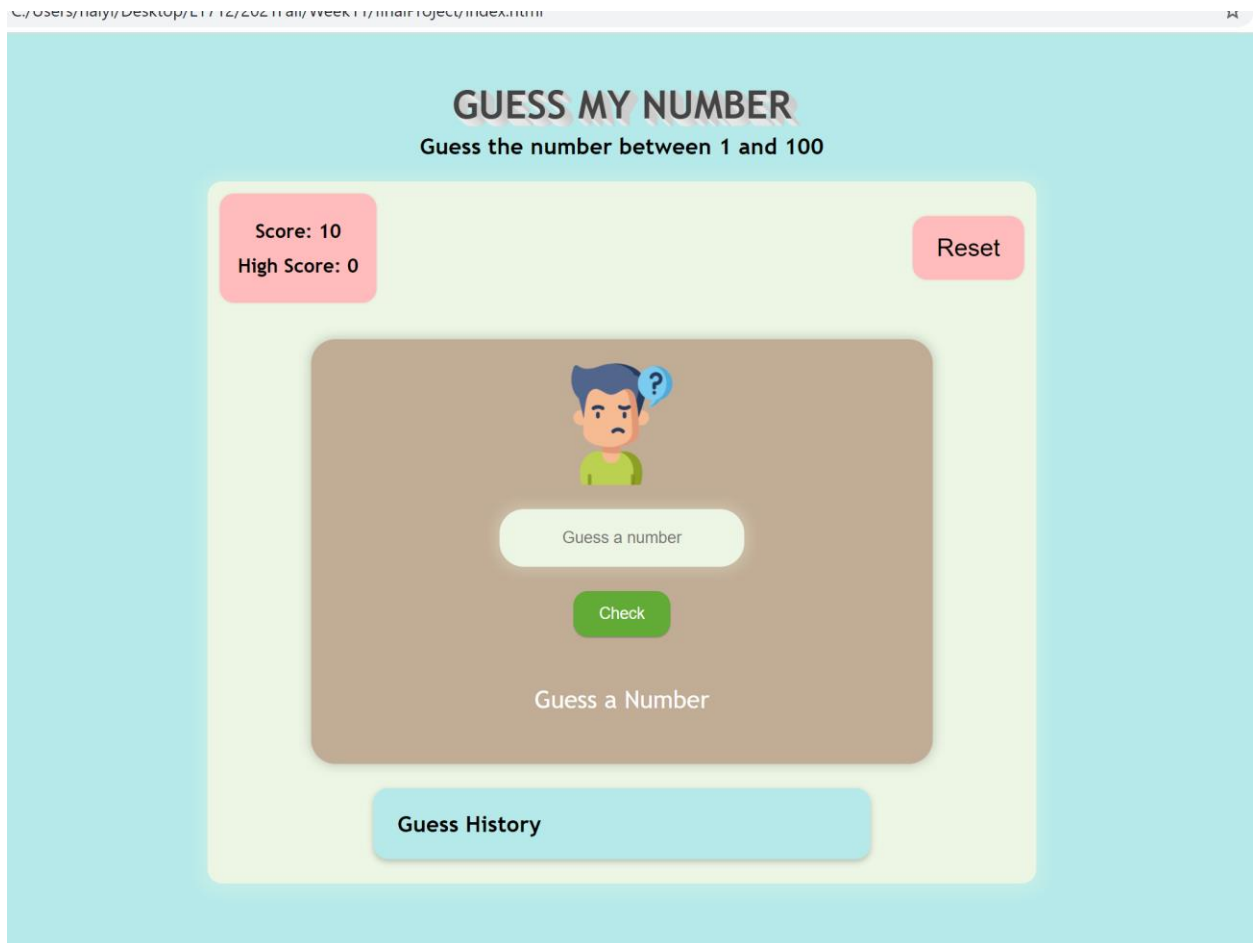 GUESS MY NUMBER
Guess the number between 1 and 100
Score: 10
High Score: 0
Reset
?
Guess a number
Check
Guess a Number
Guess History